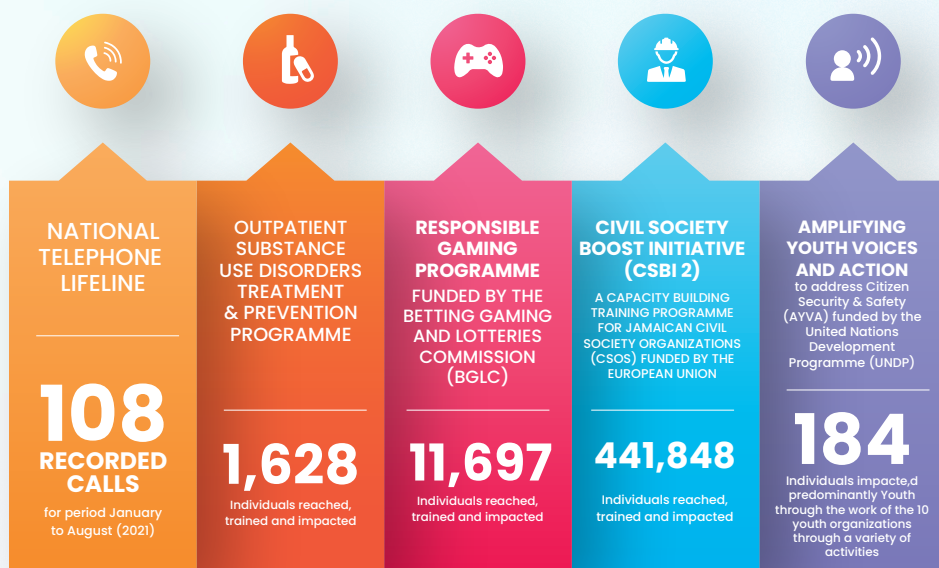 NATIONAL
TELEPHONE
LIFELINE
108
RECORDED
CALLS
for period January
to August (2021)
OUTPATIENT
SUBSTANCE
USE DISORDERS
TREATMENT
& PREVENTION
PROGRAMME
1,628
Individuals reached,
trained and impacted
RESPONSIBLE
GAMING
PROGRAMME
FUNDED BY THE
BETTING GAMING
AND LOTTERIES
COMMISSION
(BGLC)
11,697
Individuals reached,
trained and impacted
CIVIL SOCIETY
BOOST INITIATIVE
(CSBI 2)
A CAPACITY BUILDING
TRAINING PROGRAMME
FOR JAMAICAN CIVIL
SOCIETY ORGANIZATIONS
(CSOS) FUNDED BY THE
EUROPEAN UNION
441,848
Individuals reached,
trained and impacted
AMPLIFYING
YOUTH VOICES
AND ACTION
to address Citizen
Security & Safety
(AYVA) funded by the
United Nations
Development
Programme (UNDP)
184
Individuals impacte,d
predominantly Youth
through the work of the 10
youth organizations
through a variety of
activities